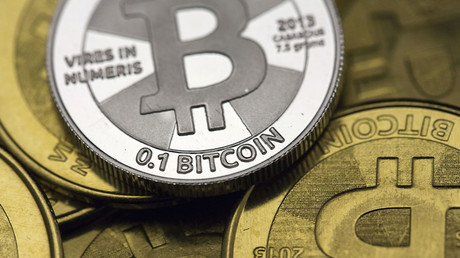 VIRES IN
NUMERIS
B
2013
CASASCIUS
7.5 grams
0.1 BITCOIN
BITCOIN
B
2013